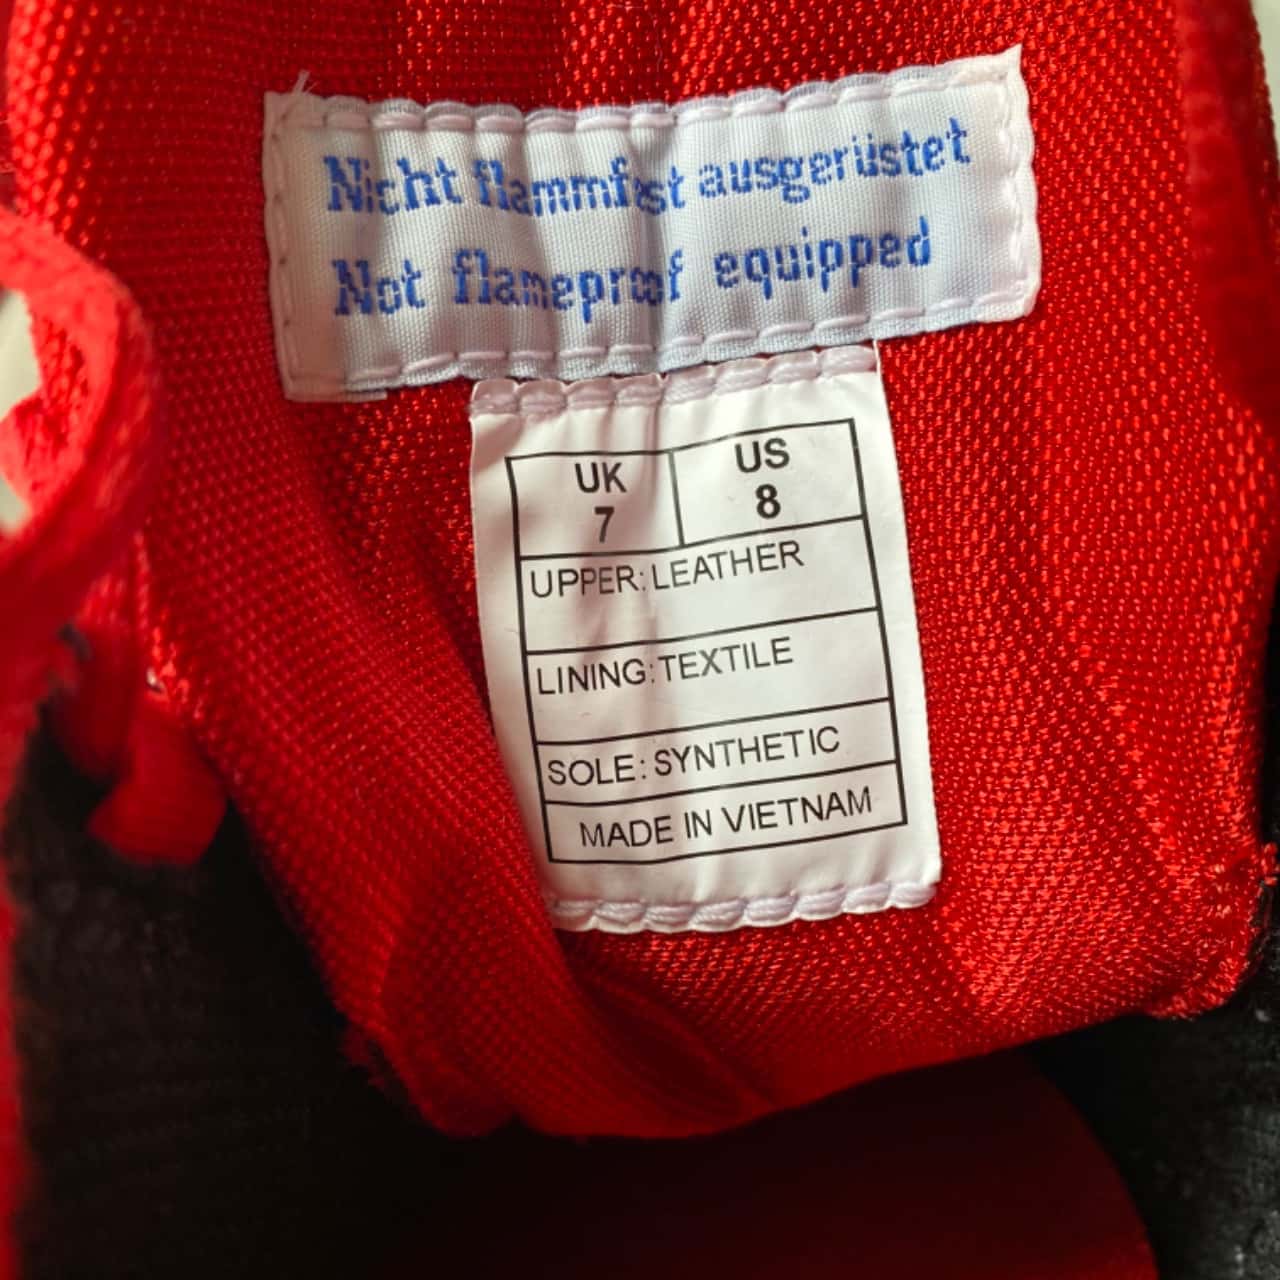 Nicht flammfest ausgerüstet
Not flameproof equipped
UK US
7 8
UPPER: LEATHER
LINING: TEXTILE
SOLE: SYNTHETIC
MADE IN VIETNAM